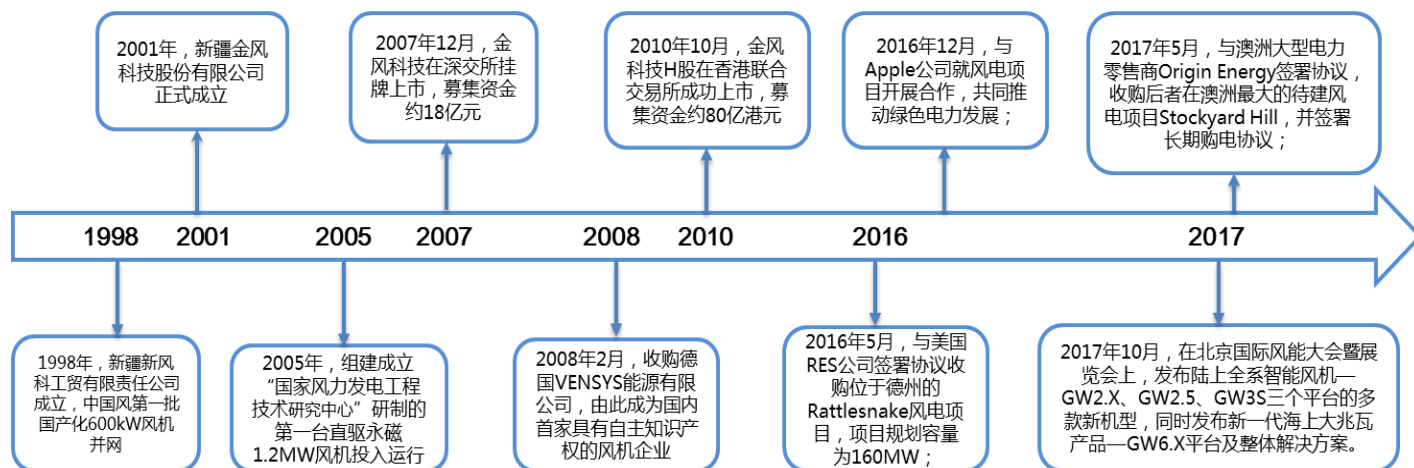 2001年，新疆金风
科技股份有限公司
正式成立
2007年12月，金
风科技在深交所挂
牌上市，募集资金
约18亿元
2010年10月，金风
科技H股在香港联合
交易所成功上市，募
集资金约80亿港元
2016年12月，与
Apple公司就风电项
目开展合作，共同推
动绿色电力发展；
2017年5月，与澳洲大型电力
零售商Origin Energy签署协议，
收购后者在澳洲最大的待建风
电项目Stockyard Hill，并签署
长期购电协议；
1998 2001 2005 2007 2008 2010 2016 2017
1998年，新疆新风
科工贸有限责任公司
成立，中国风第一批
国产化600kW风机
并网
2005年，组建成立
“国家风力发电工程
技术研究中心”研制的
第一台直驱永磁
1.2MW风机投入运行
2008年2月，收购德
国VENSYS能源有限
公司，由此成为国内
首家具有自主知识产
权的风机企业
2016年5月，与美国
RES公司签署协议收
购位于德州的
Rattlesnake风电项
目，项目规划容量
为160MW；
2017年10月，在北京国际风能大会暨展
览会上，发布陆上全系智能风机—
GW2.X、GW2.5、GW3S三个平台的多
款新机型，同时发布新一代海上大兆瓦
产品—GW6.X平台及整体解决方案。